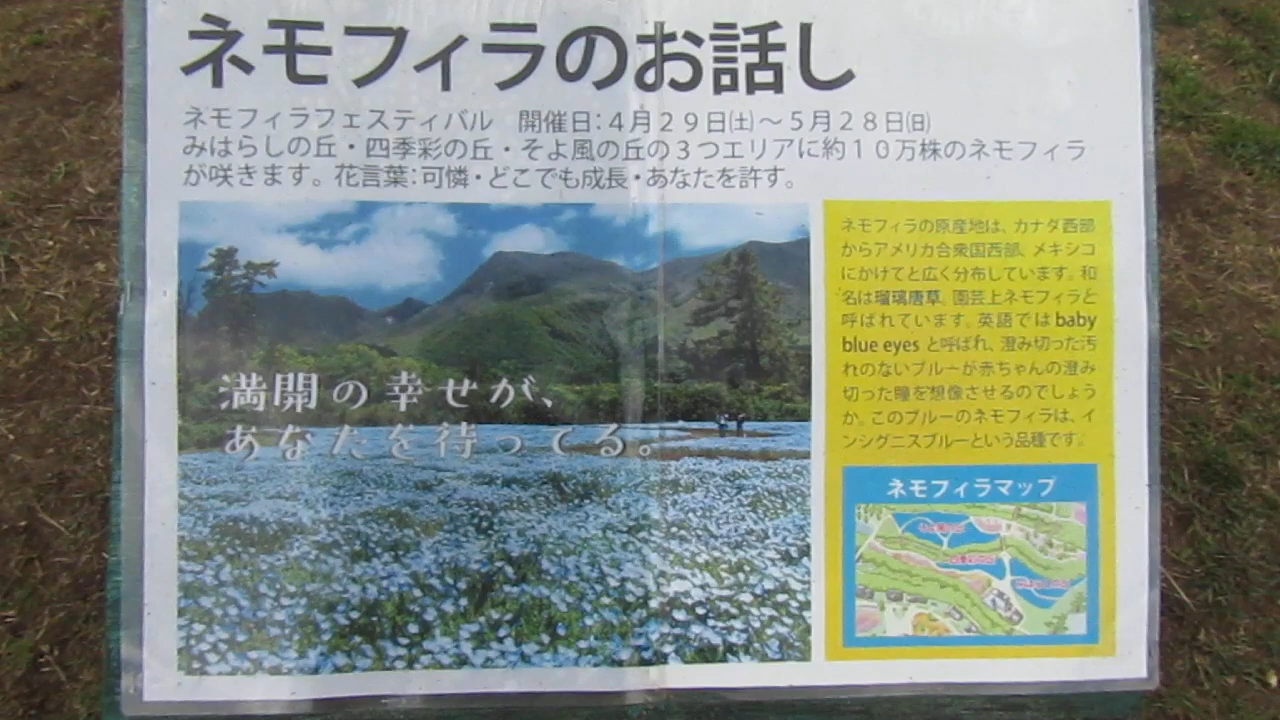 ネモフィラのお話し
ネモフィラフェスティバル　開催日：４月２９日㈯～５月２８日㈰
みはらしの丘・四季彩の丘・そよ風の丘の３つエリアに約１０万株のネモフィラ
が咲きます。花言葉：可憐・どこでも成長・あなたを許す。
満開の幸せが、
あなたを待ってる。
ネモフィラの原産地は、カナダ西部
からアメリカ合衆国西部、メキシコ
にかけてと広く分布しています。和
名は瑠璃唐草。園芸上ネモフィラと
呼ばれています。英語では baby
blue eyes と呼ばれ、澄み切った汚
れのないブルーが赤ちゃんの澄み
切った瞳を想像させるのでしょう
か。このブルーのネモフィラは、イ
ンシグニスブルーという品種です。
ネモフィラマップ